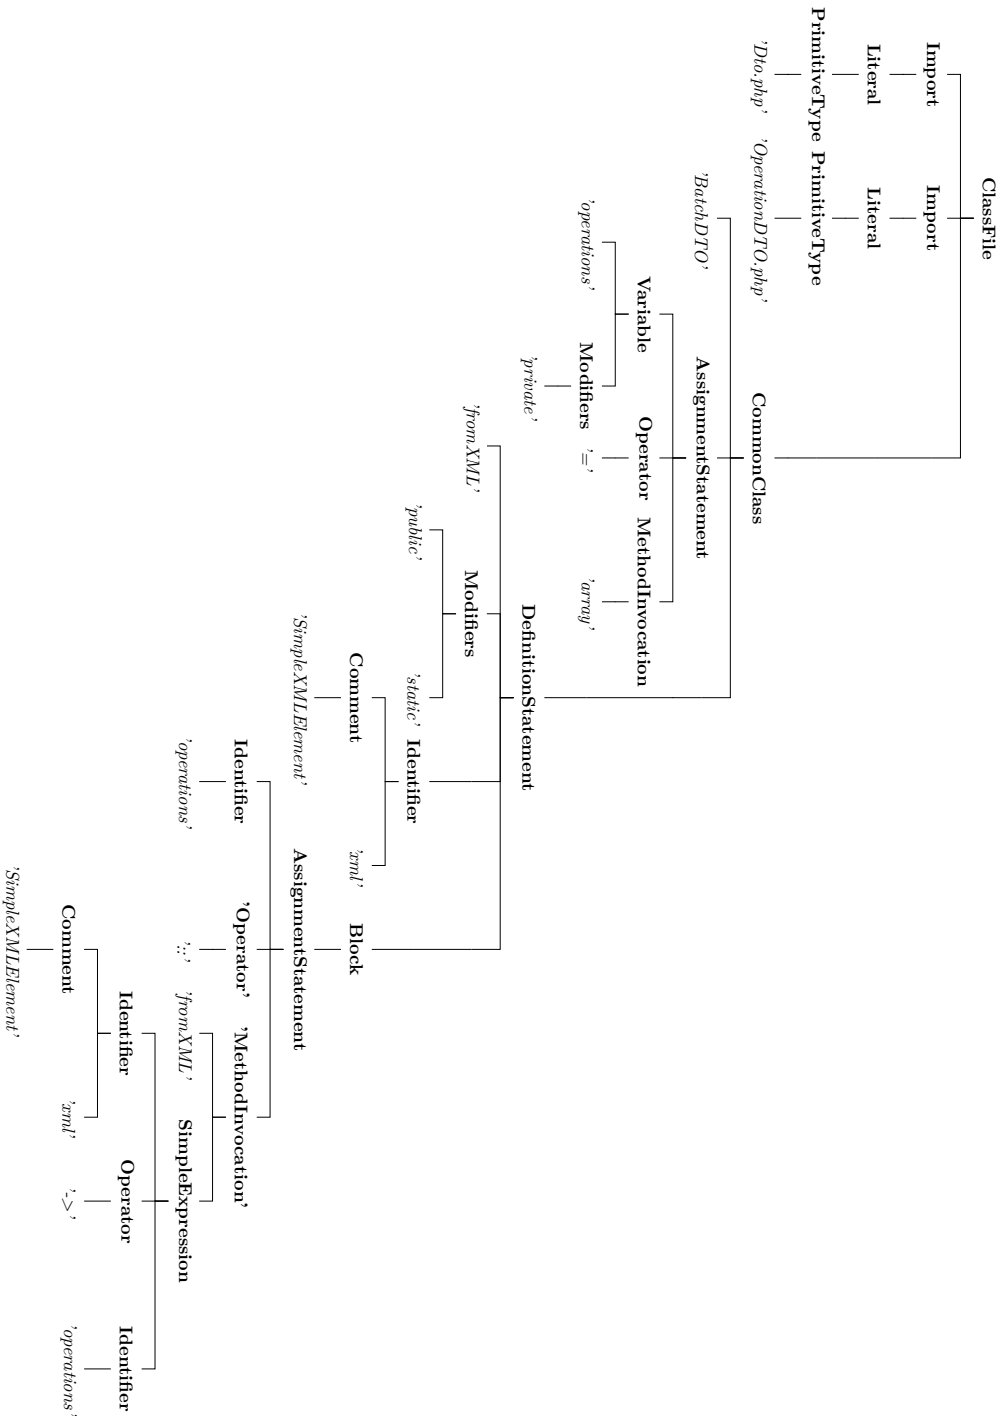 ClassFile
Import Import
Literal Literal
PrimitiveType PrimitiveType CommonClass
'Dto.php' 'OperationDTO.php'
'BatchDTO' AssignmentStatement
Variable Operator MethodInvocation
'operations' Modifiers '=' 'array'
'private' DefinitionStatement
'fromXML' Modifiers
'public' 'static' Identifier
Comment 'xml' Block
'SimpleXMLElement' AssignmentStatement
Identifier 'Operator' 'MethodInvocation'
'operations' '::' 'fromXML' SimpleExpression
Identifier Operator Identifier
Comment 'xml' '->' 'operations'
'SimpleXMLElement'